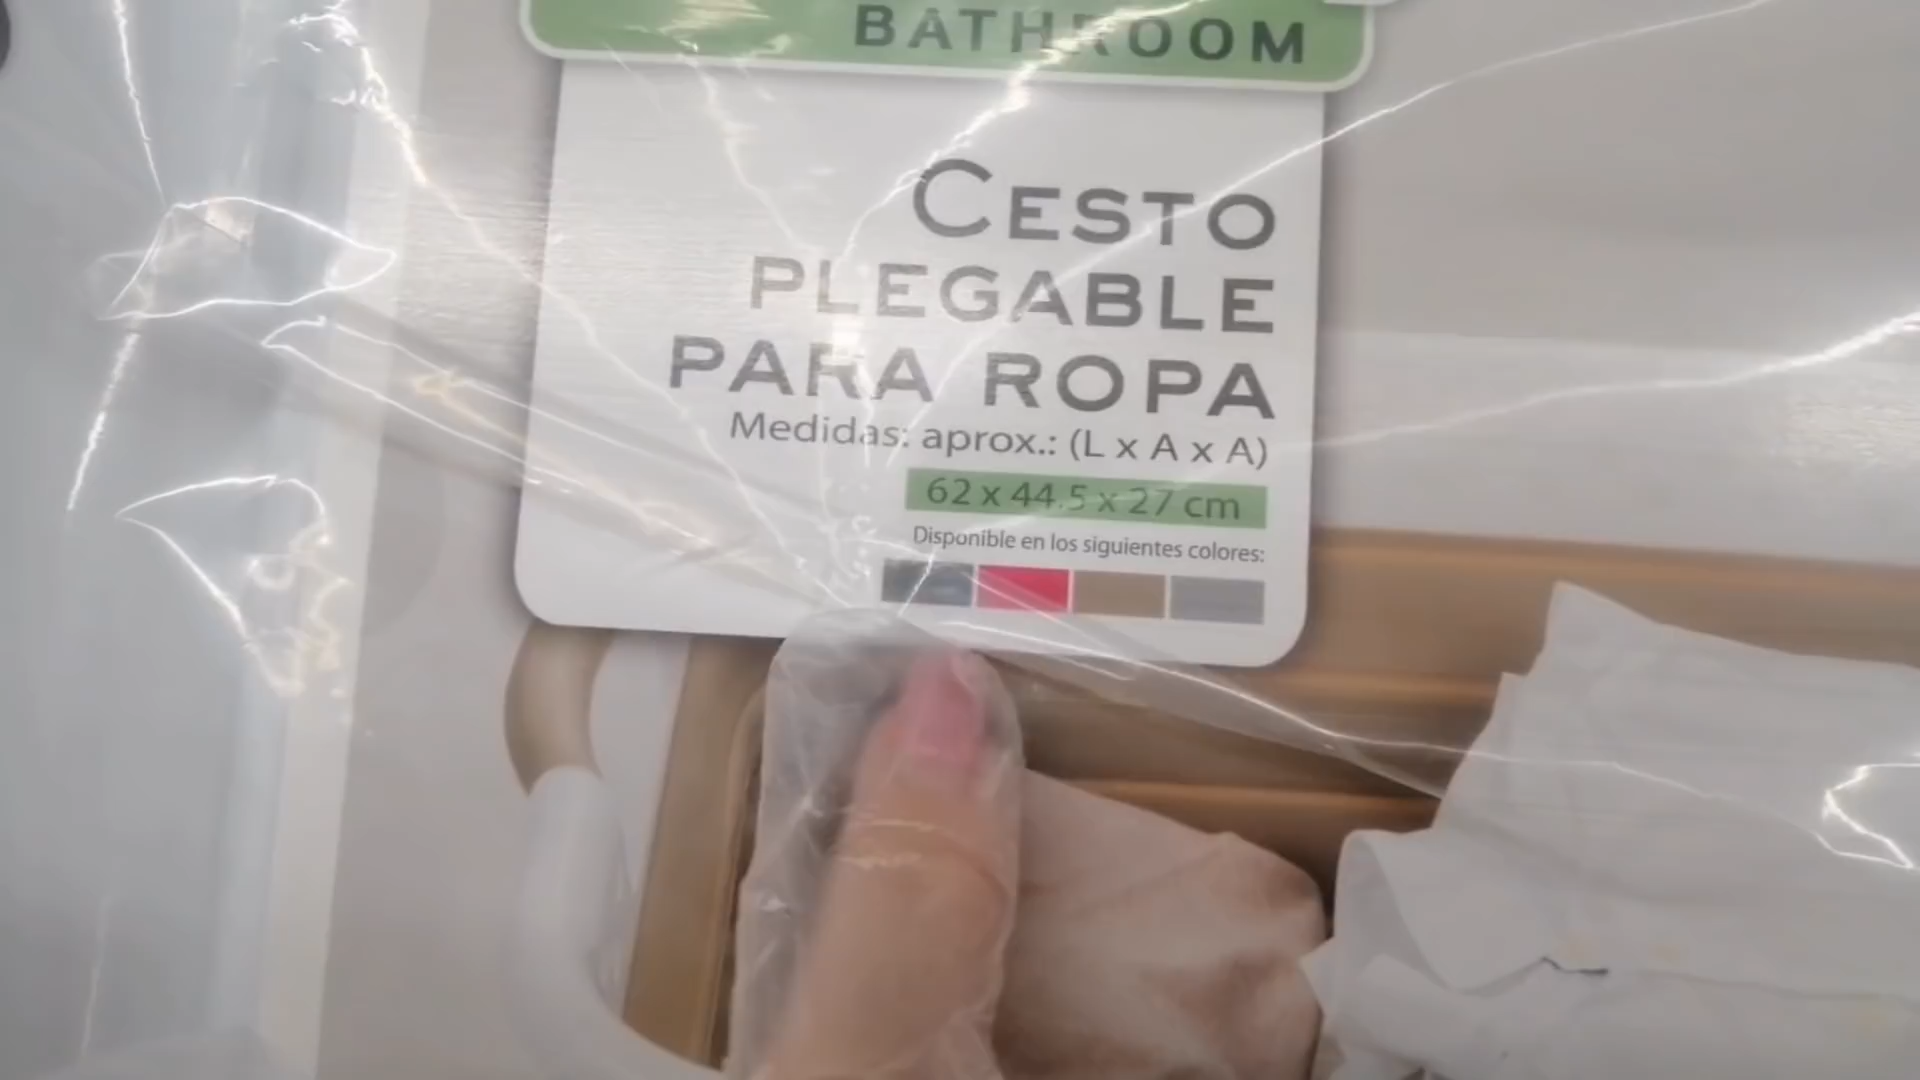 BATHROOM
CESTO
PLEGABLE
PARA ROPA
Medidas: aprox.: (L x A x A)
62 x 44.5 x 27 cm
Disponible en los siguientes colores: